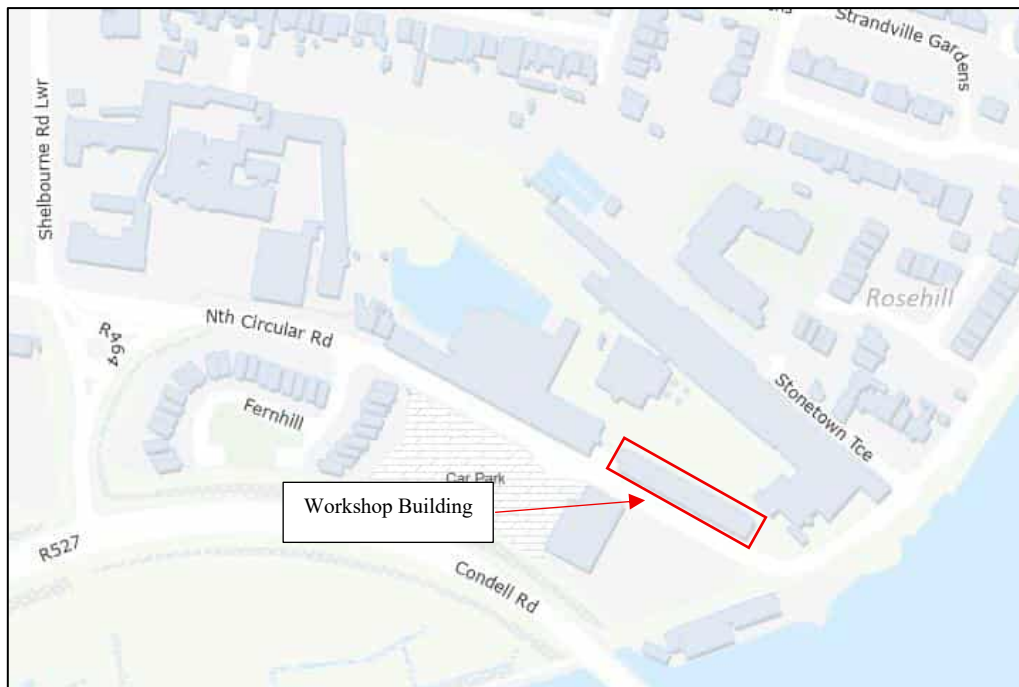 Strandville Gardens
Shelbourne Rd Lwr
Rosehill
Nth Circular Rd
R464
Stonetown Tce
Fernhill
Car Park
Workshop Building
R527
Condell Rd